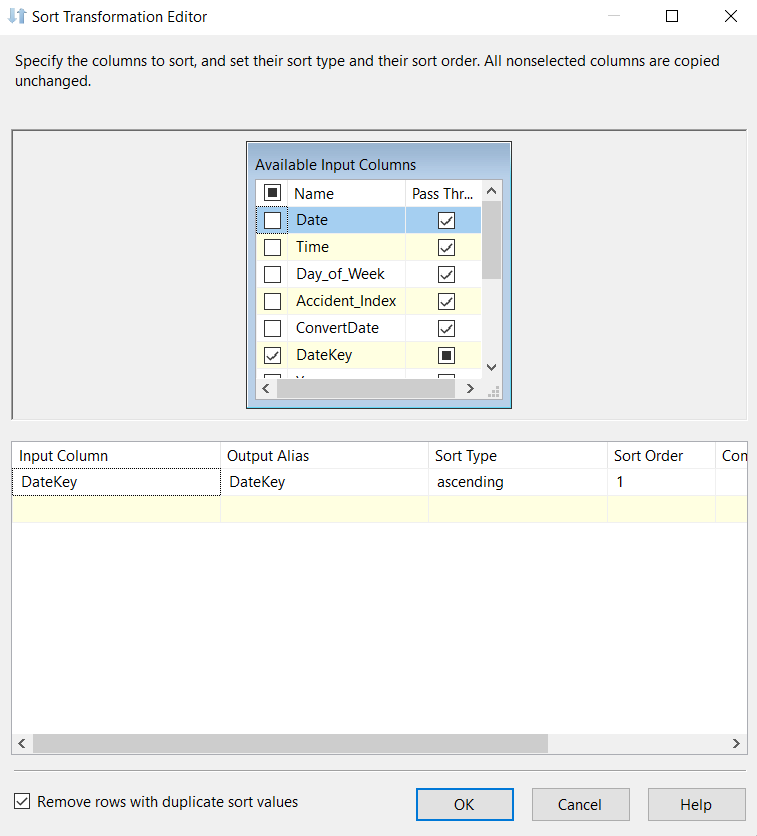 Sort Transformation Editor
Specify the columns to sort, and set their sort type and their sort order. All nonselected columns are copied
unchanged.
Available Input Columns
Name Pass Thr...
Date
Time
Day_of_Week
Accident_Index
ConvertDate
DateKey
Input Column Output Alias Sort Type Sort Order
DateKey DateKey ascending 1
Remove rows with duplicate sort values OK Cancel Help